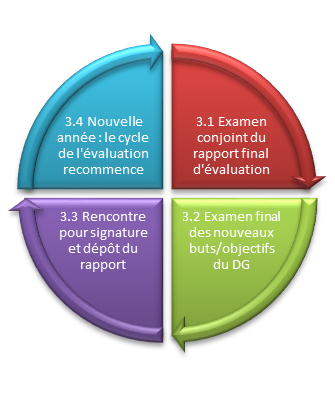 3.4 Nouvelle
année : le cycle
de l'évaluation
recommence
3.1 Examen
conjoint du
rapport final
d'évaluation
3.3 Rencontre
pour signature
et dépôt du
rapport
3.2 Examen final
des nouveaux
buts/objectifs
du DG